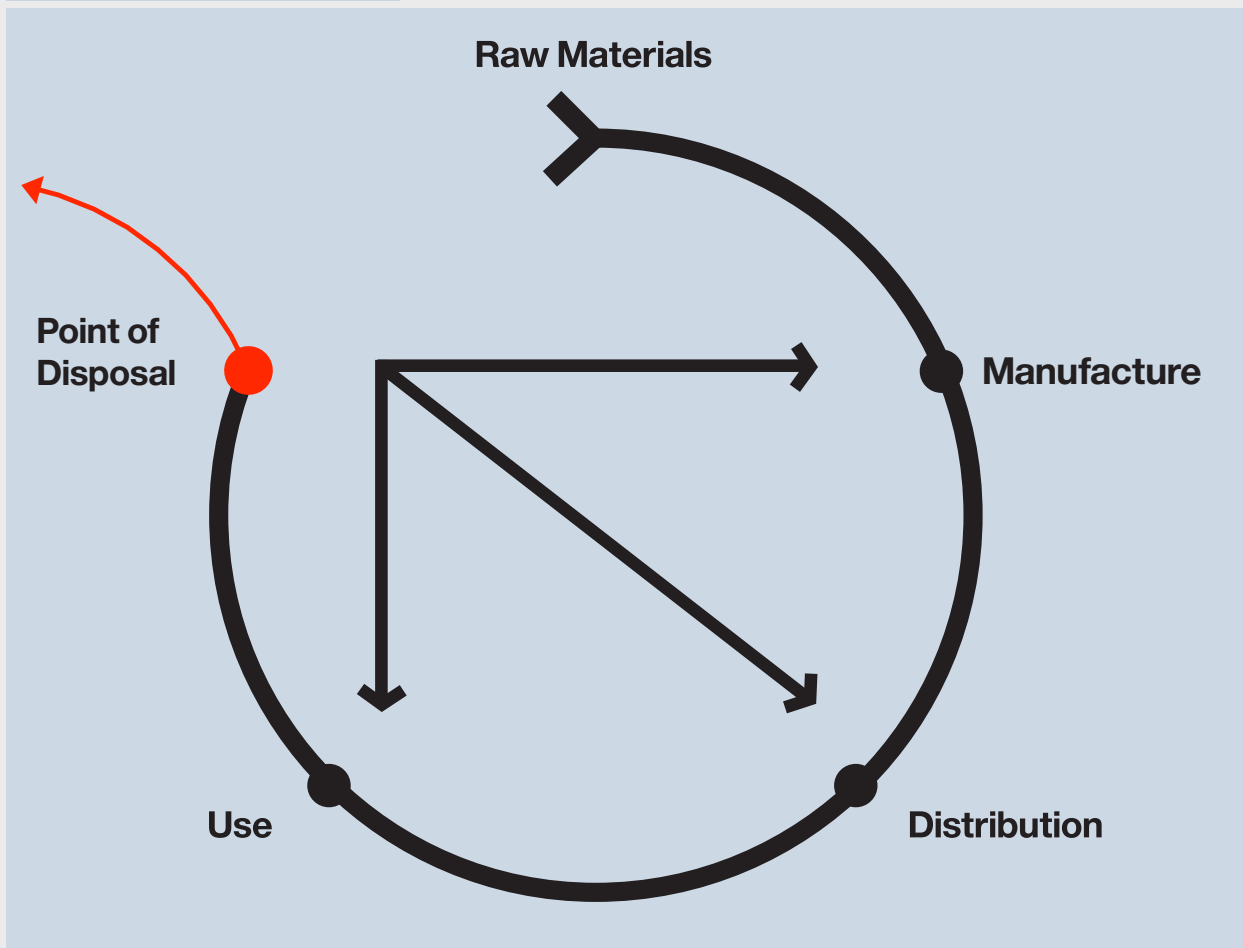 Raw Materials
Point of
Disposal
Manufacture
Use
Distribution